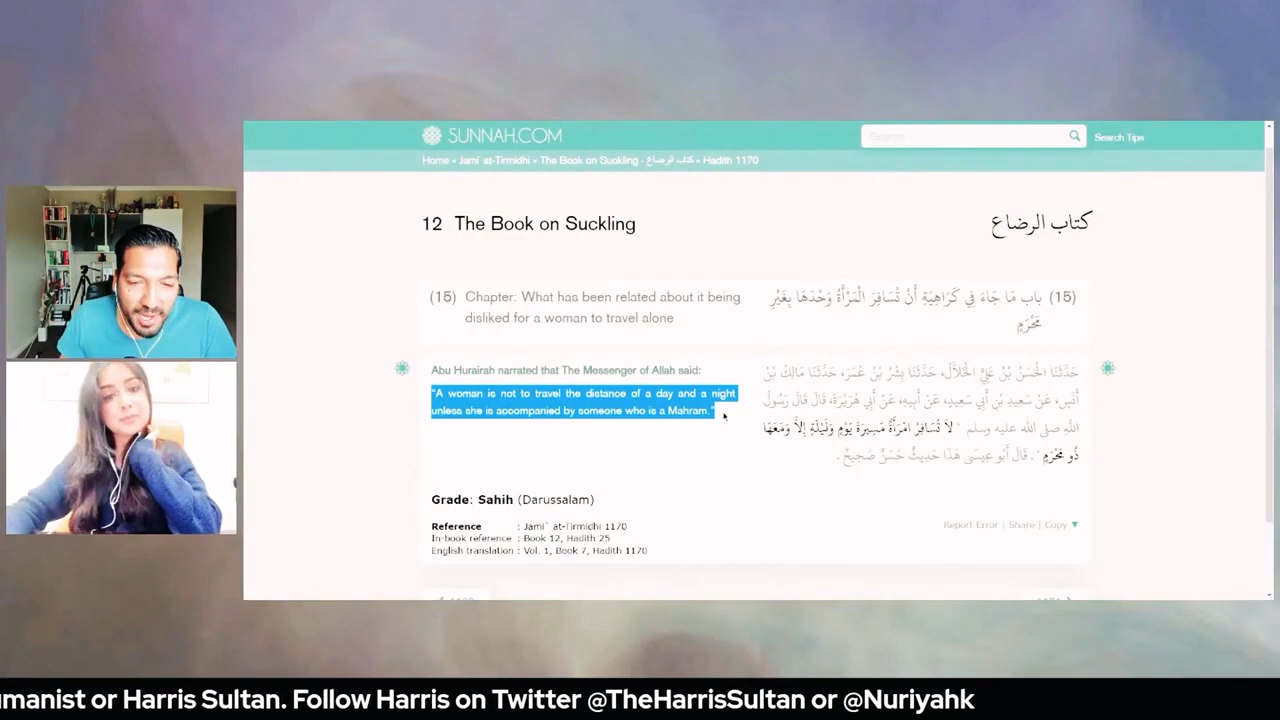 SUNNAH.COM
Search
Search Tips
Home » Jami` at-Tirmidhi » The Book on Suckling - كتاب الرضاع » Hadith 1170
12 The Book on Suckling
كتاب الرضاع
(15) Chapter: What has been related about it being
disliked for a woman to travel alone
(15) باب مَا جَاءَ فِي كَرَاهِيَةِ أَنْ تُسَافِرَ الْمَرْأَةُ وَحْدَهَا بِغَيْرِ
مَحْرَمٍ
Abu Hurairah narrated that The Messenger of Allah said:
"A woman is not to travel the distance of a day and a night
unless she is accompanied by someone who is a Mahram."
حَدَّثَنَا الْحَسَنُ بْنُ عَلِيٍّ الْخَلاَّلُ، حَدَّثَنَا بِشْرُ بْنُ عُمَرَ، حَدَّثَنَا مَالِكُ بْنُ
أَنَسٍ، عَنْ سَعِيدِ بْنِ أَبِي سَعِيدٍ، عَنْ أَبِيهِ، عَنْ أَبِي هُرَيْرَةَ، قَالَ قَالَ رَسُولُ
اللَّهِ صلى الله عليه وسلم " لاَ تُسَافِرُ امْرَأَةٌ مَسِيرَةَ يَوْمٍ وَلَيْلَةٍ إِلاَّ وَمَعَهَا
ذُو مَحْرَمٍ " . قَالَ أَبُو عِيسَى هَذَا حَدِيثٌ حَسَنٌ صَحِيحٌ .
Grade: Sahih (Darussalam)
Reference : Jami` at-Tirmidhi 1170
In-book reference : Book 12, Hadith 25
English translation : Vol. 1, Book 7, Hadith 1170
Report Error | Share | Copy ▼
umanist or Harris Sultan. Follow Harris on Twitter @TheHarrisSultan or @Nuriyahk